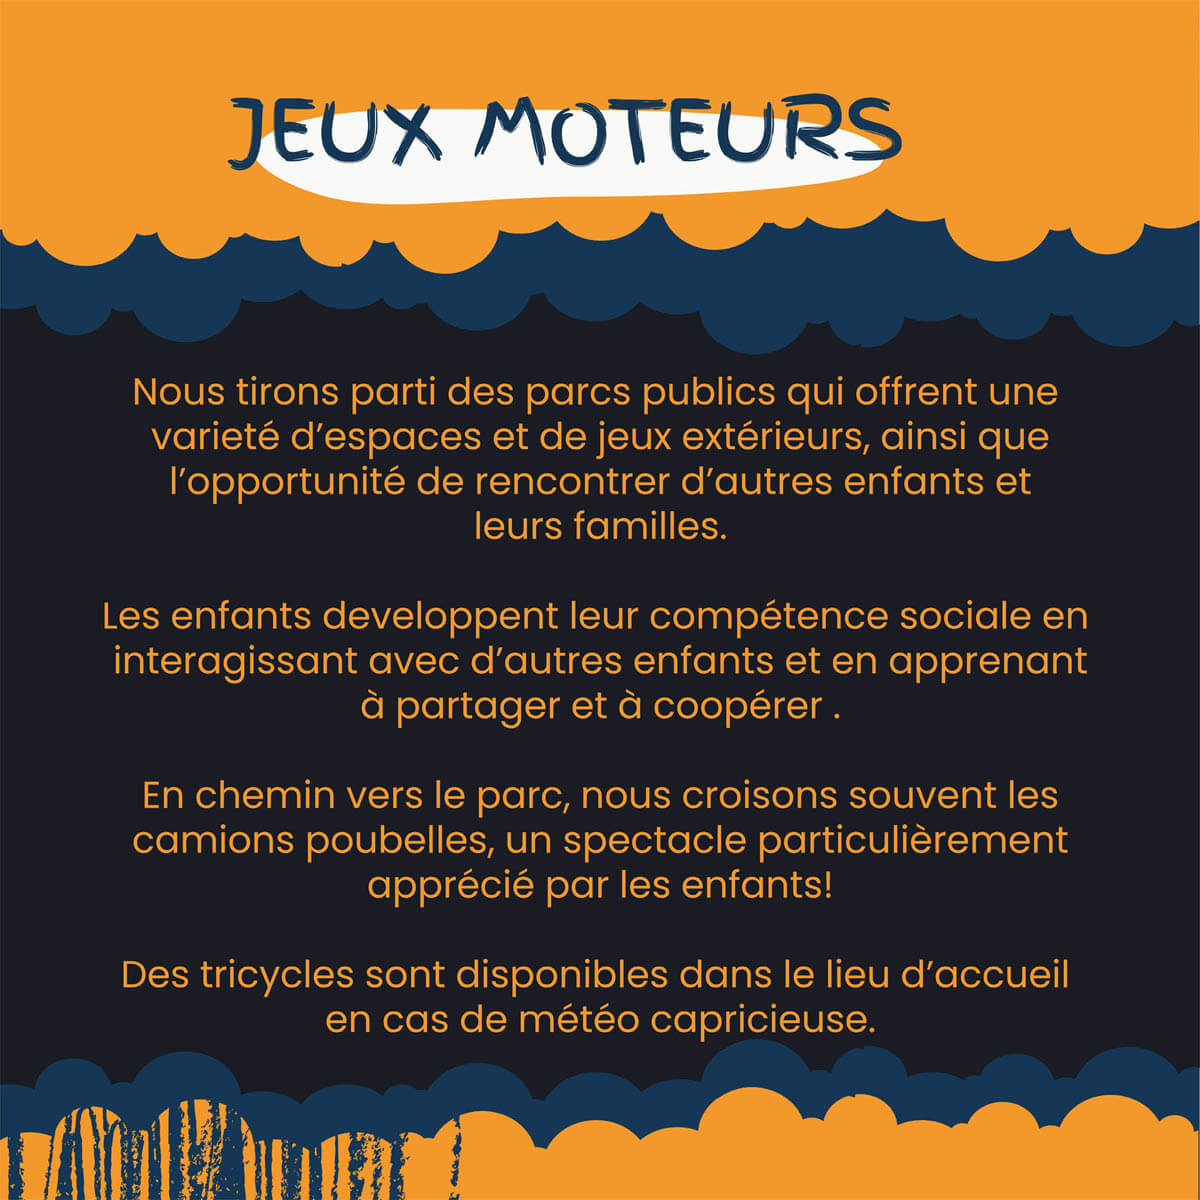 JEUX MOTEURS
Nous tirons parti des parcs publics qui offrent une
varieté d’espaces et de jeux extérieurs, ainsi que
l’opportunité de rencontrer d’autres enfants et
leurs familles.
Les enfants developpent leur compétence sociale en
interagissant avec d’autres enfants et en apprenant
à partager et à coopérer .
En chemin vers le parc, nous croisons souvent les
camions poubelles, un spectacle particulièrement
apprécié par les enfants!
Des tricycles sont disponibles dans le lieu d’accueil
en cas de météo capricieuse.